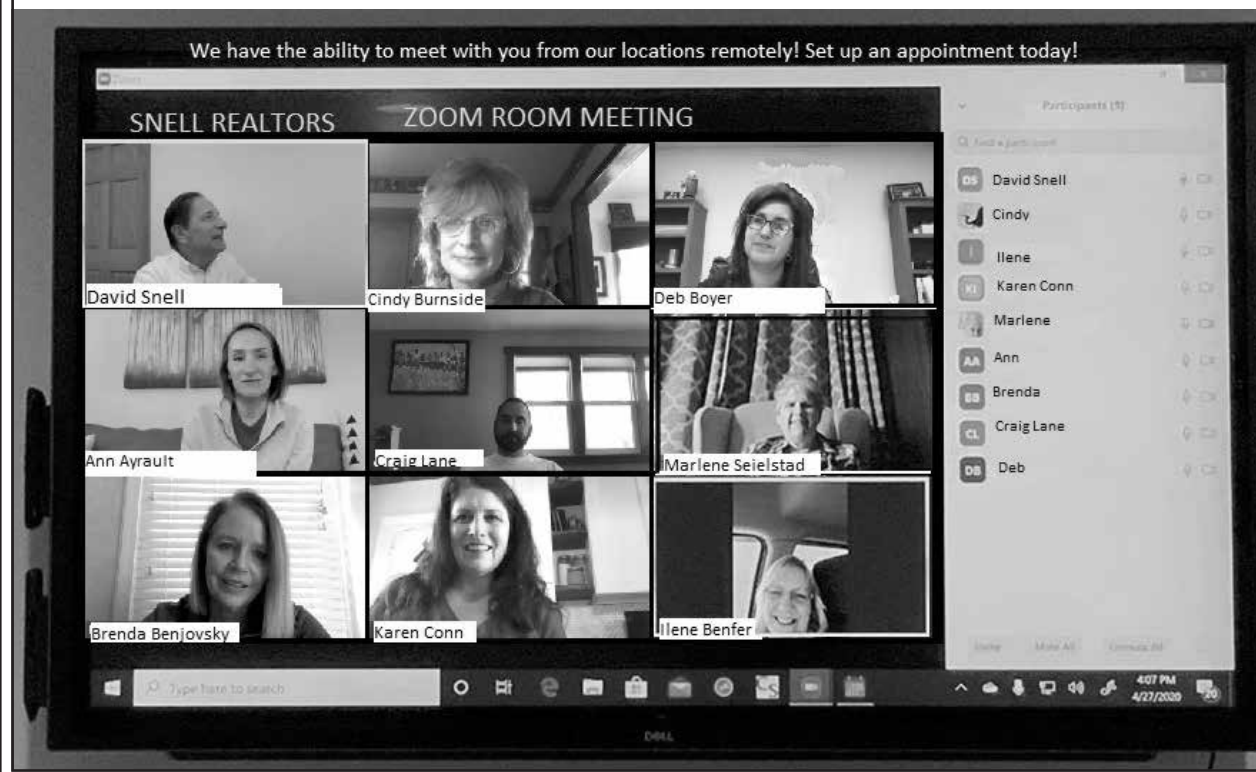 We have the ability to meet with you from our locations remotely! Set up an appointment today!
SNELL REALTORS
ZOOM ROOM MEETING
Participants (9)
David Snell
Cindy Burnside
Deb Boyer
Ann Ayrault
Craig Lane
Marlene Seielstad
Brenda Benjovsky
Karen Conn
Ilene Benfer
DS David Snell
Cindy
I Ilene
Karen Conn
Marlene
AA Ann
BB Brenda
CL Craig Lane
DB Deb
Mute All
Type here to search
4:07 PM
4/27/2020
20
DELL